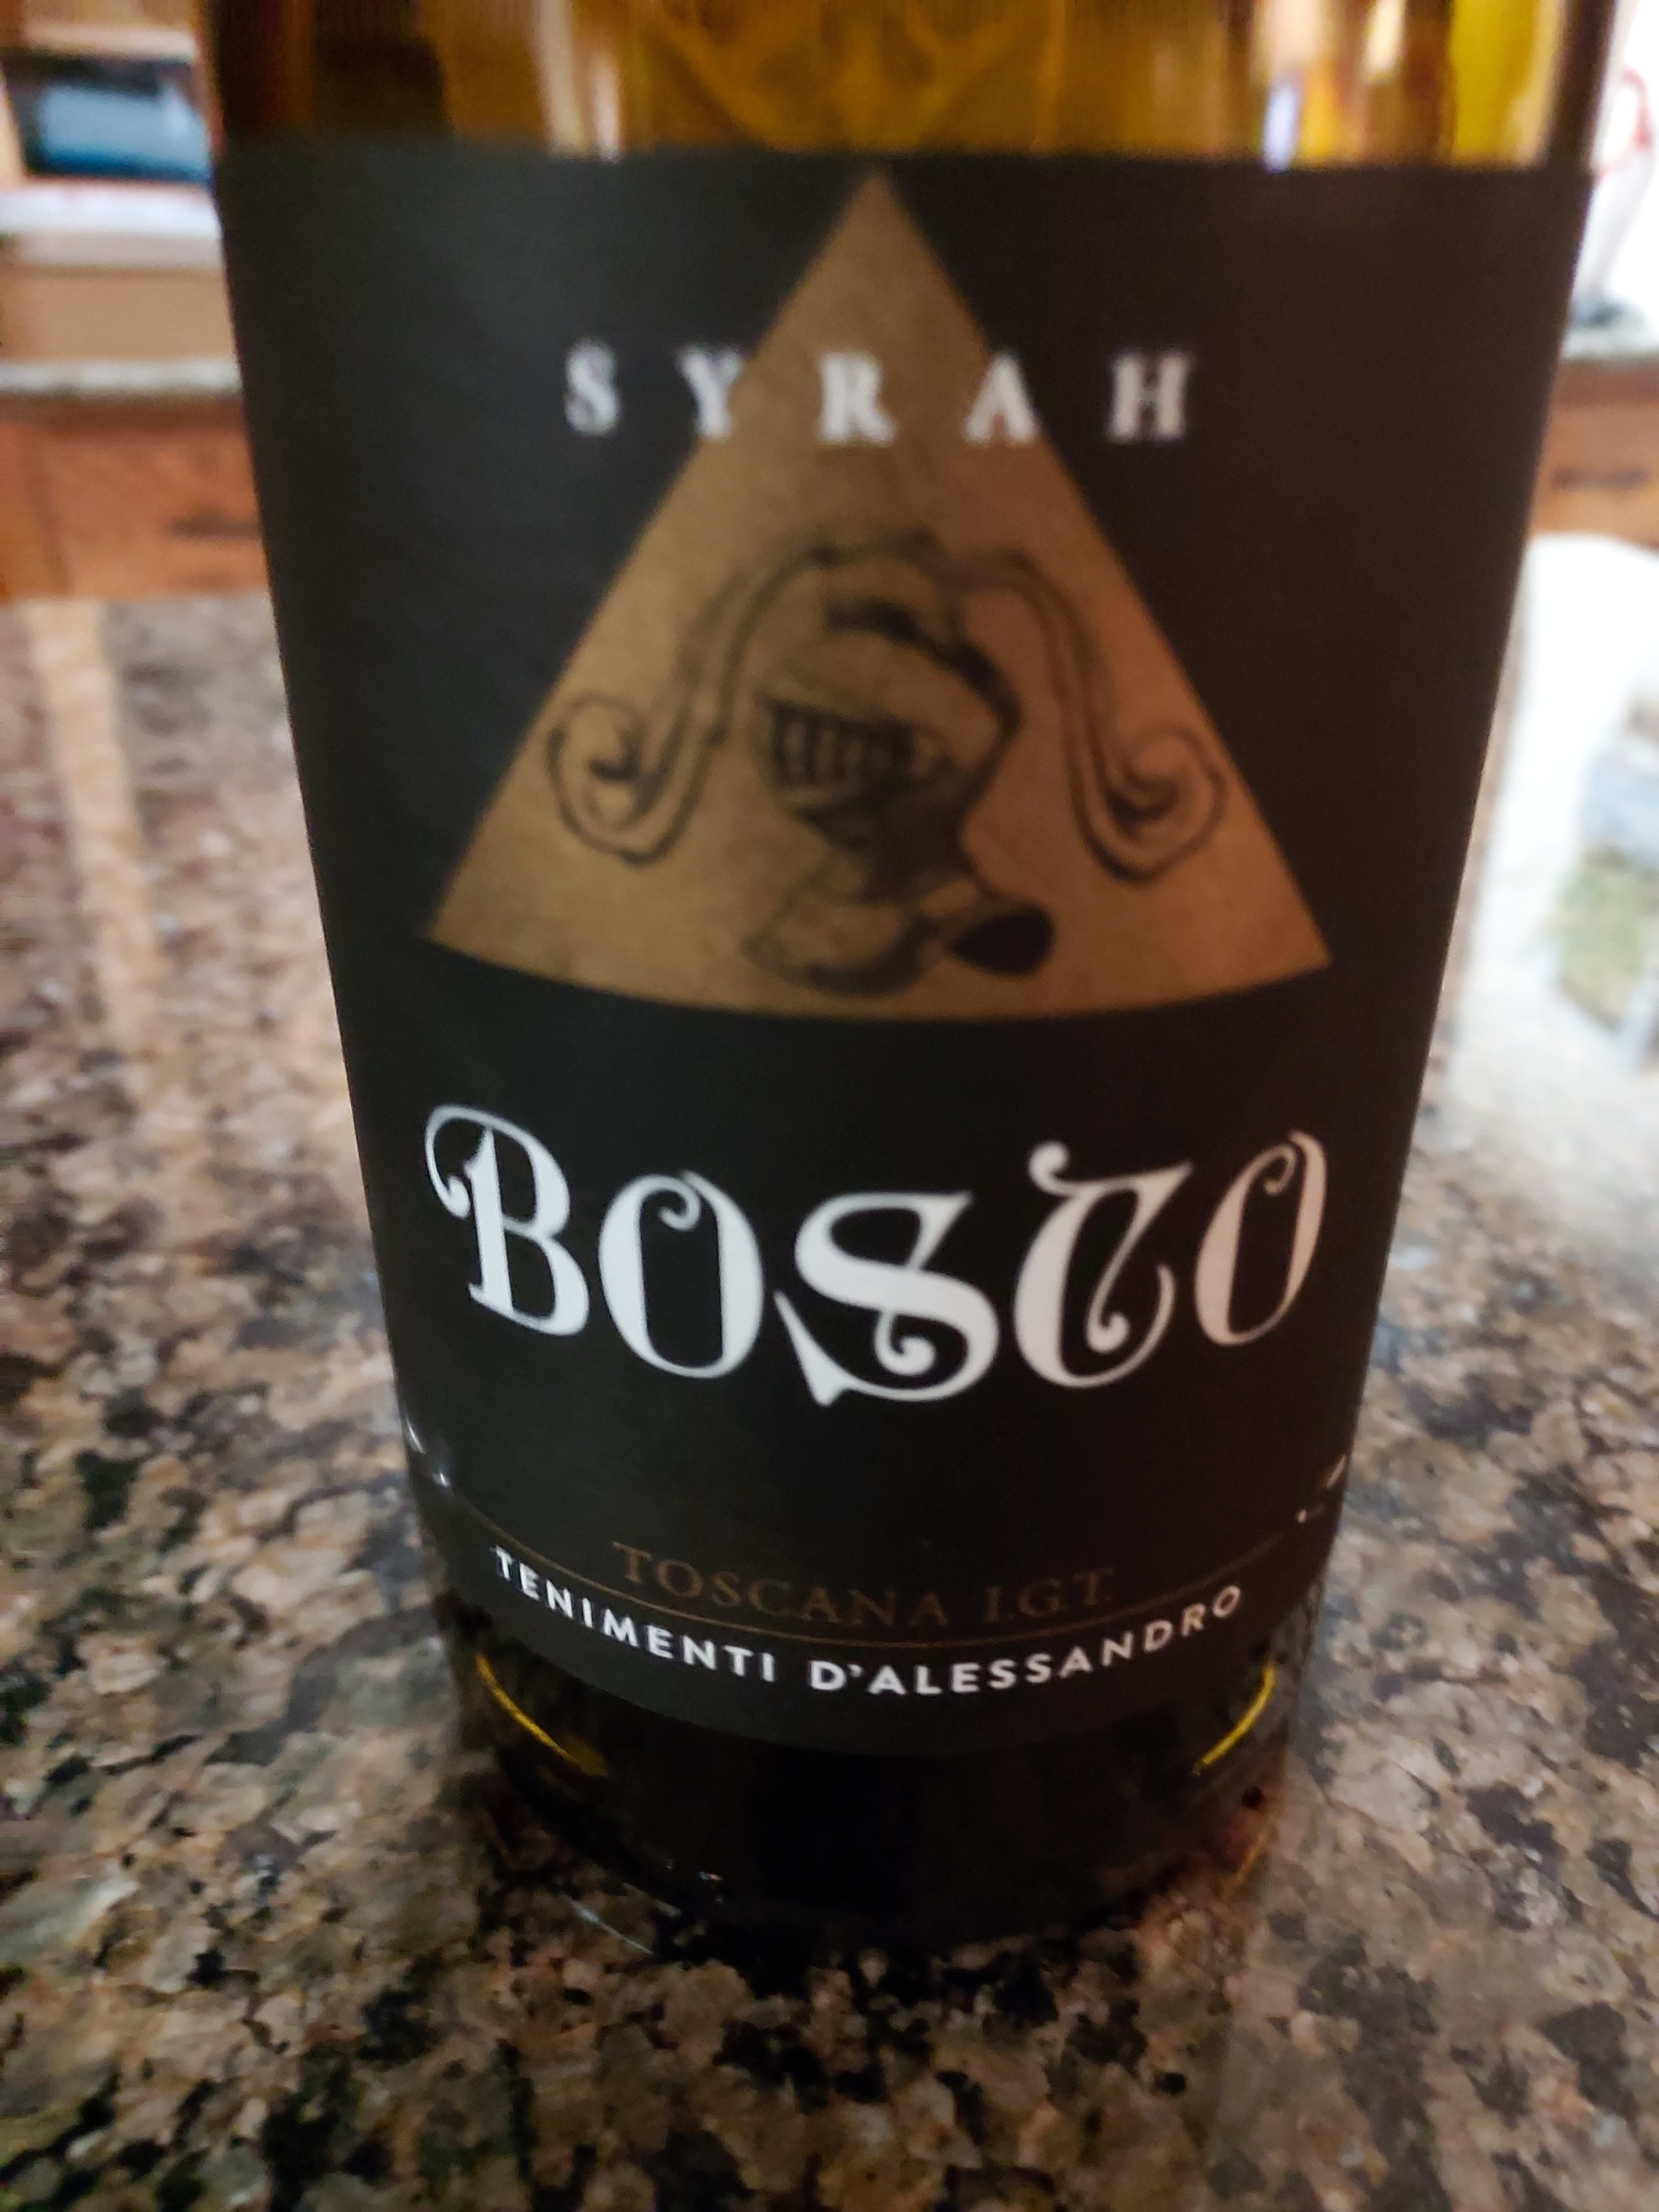 SYRAH
BOSCO
TOSCANA I.G.T.
TENIMENTI D'ALESSANDRO